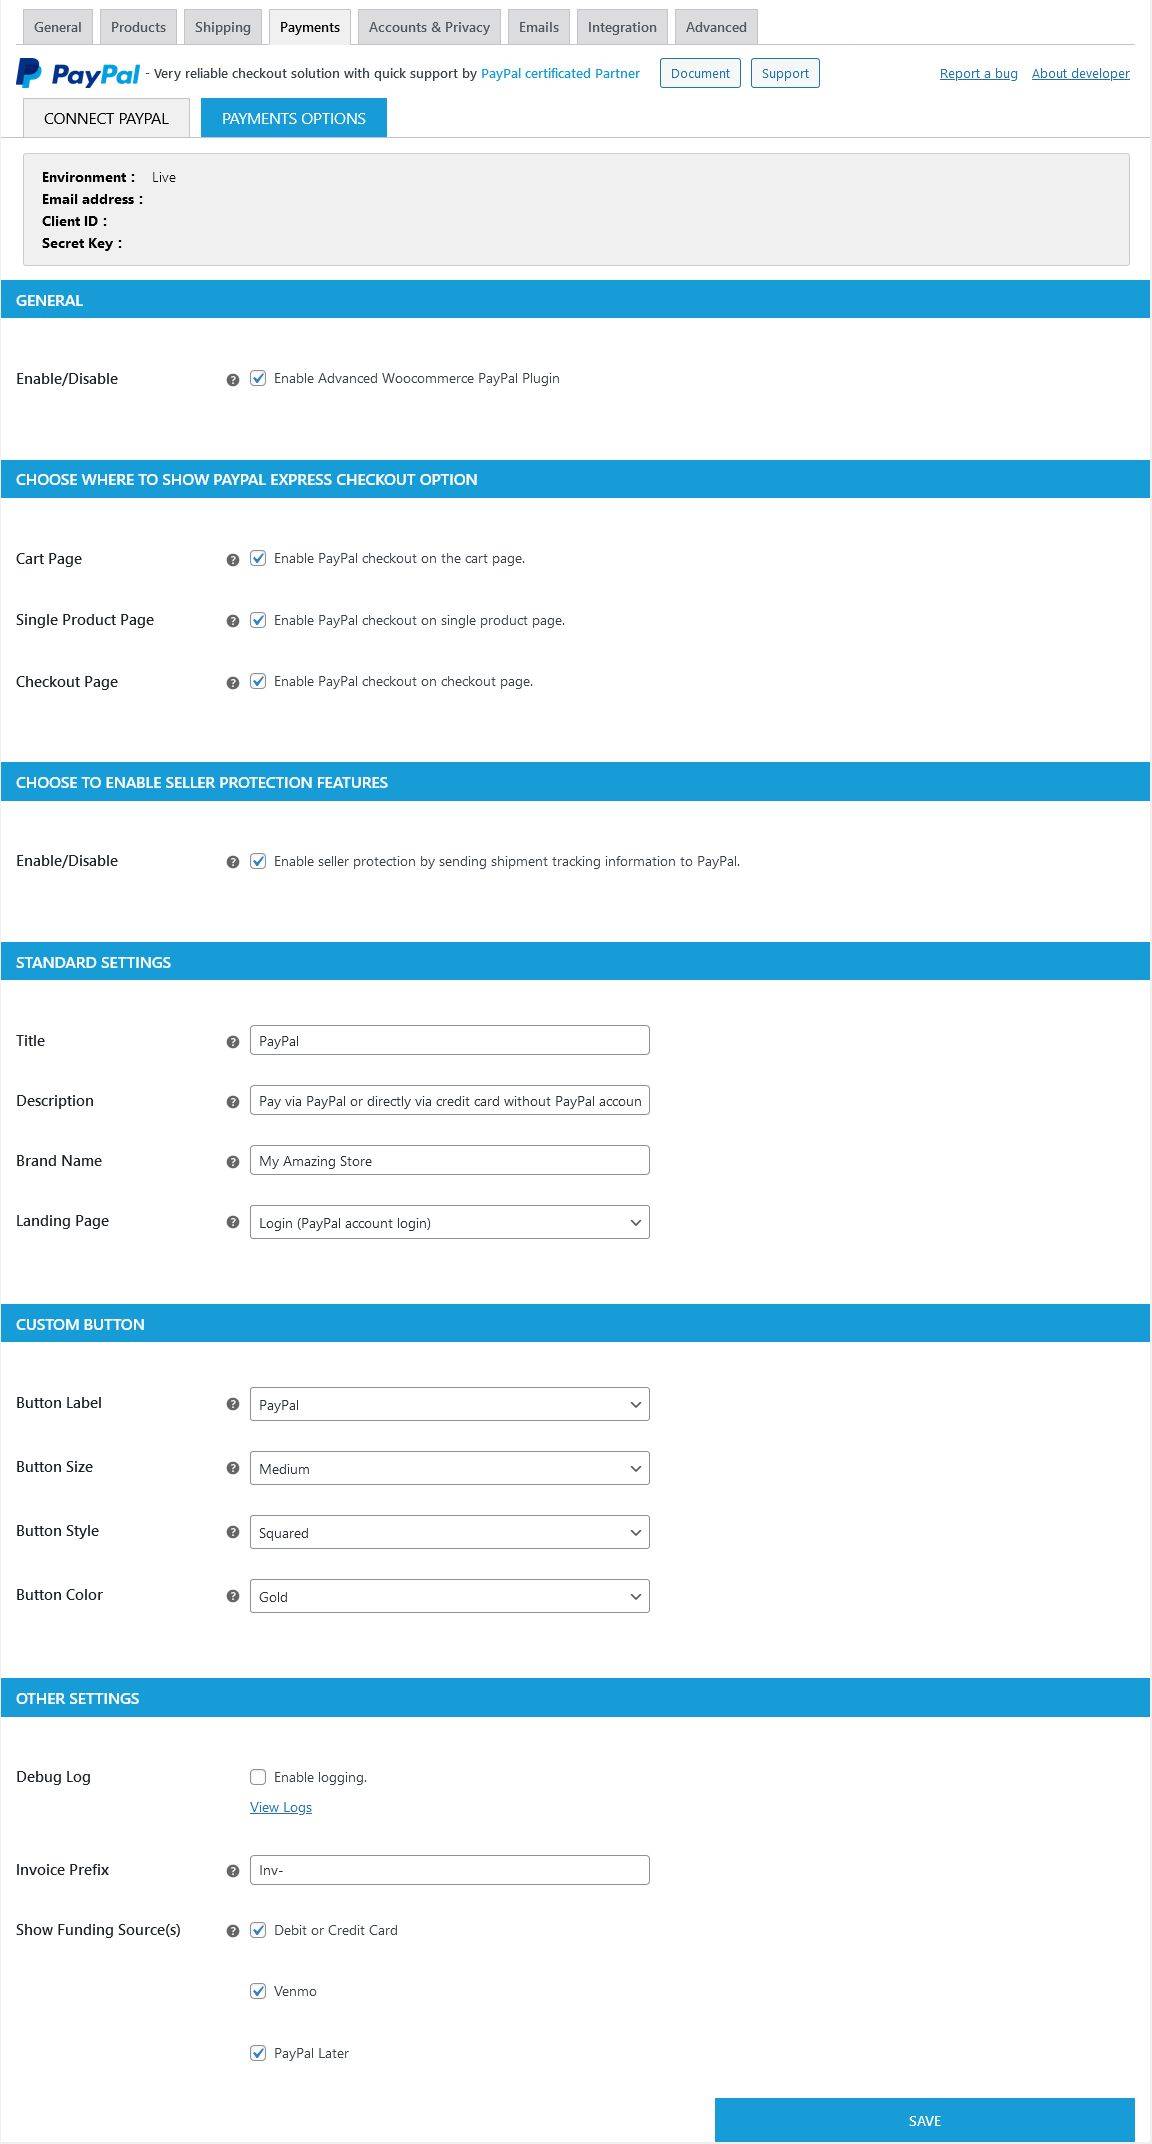 General Products Shipping Payments Accounts & Privacy Emails Integration Advanced
PayPal - Very reliable checkout solution with quick support by PayPal certificated Partner Document Support Report a bug About developer
CONNECT PAYPAL PAYMENTS OPTIONS
Environment : Live
Email address :
Client ID :
Secret Key :
GENERAL
Enable/Disable Enable Advanced Woocommerce PayPal Plugin
CHOOSE WHERE TO SHOW PAYPAL EXPRESS CHECKOUT OPTION
Cart Page Enable PayPal checkout on the cart page.
Single Product Page Enable PayPal checkout on single product page.
Checkout Page Enable PayPal checkout on checkout page.
CHOOSE TO ENABLE SELLER PROTECTION FEATURES
Enable/Disable Enable seller protection by sending shipment tracking information to PayPal.
STANDARD SETTINGS
Title PayPal
Description Pay via PayPal or directly via credit card without PayPal accoun
Brand Name My Amazing Store
Landing Page Login (PayPal account login)
CUSTOM BUTTON
Button Label PayPal
Button Size Medium
Button Style Squared
Button Color Gold
OTHER SETTINGS
Debug Log Enable logging.
View Logs
Invoice Prefix Inv-
Show Funding Source(s) Debit or Credit Card
Venmo
PayPal Later
SAVE